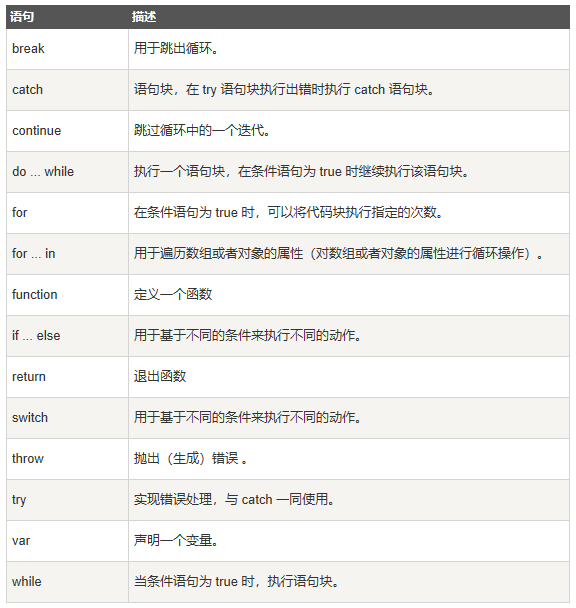 语句 描述
break 用于跳出循环。
catch 语句块，在 try 语句块执行出错时执行 catch 语句块。
continue 跳过循环中的一个迭代。
do ... while 执行一个语句块，在条件语句为 true 时继续执行该语句块。
for 在条件语句为 true 时，可以将代码块执行指定的次数。
for ... in 用于遍历数组或者对象的属性（对数组或者对象的属性进行循环操作）。
function 定义一个函数
if ... else 用于基于不同的条件来执行不同的动作。
return 退出函数
switch 用于基于不同的条件来执行不同的动作。
throw 抛出（生成）错误 。
try 实现错误处理，与 catch 一同使用。
var 声明一个变量。
while 当条件语句为 true 时，执行语句块。